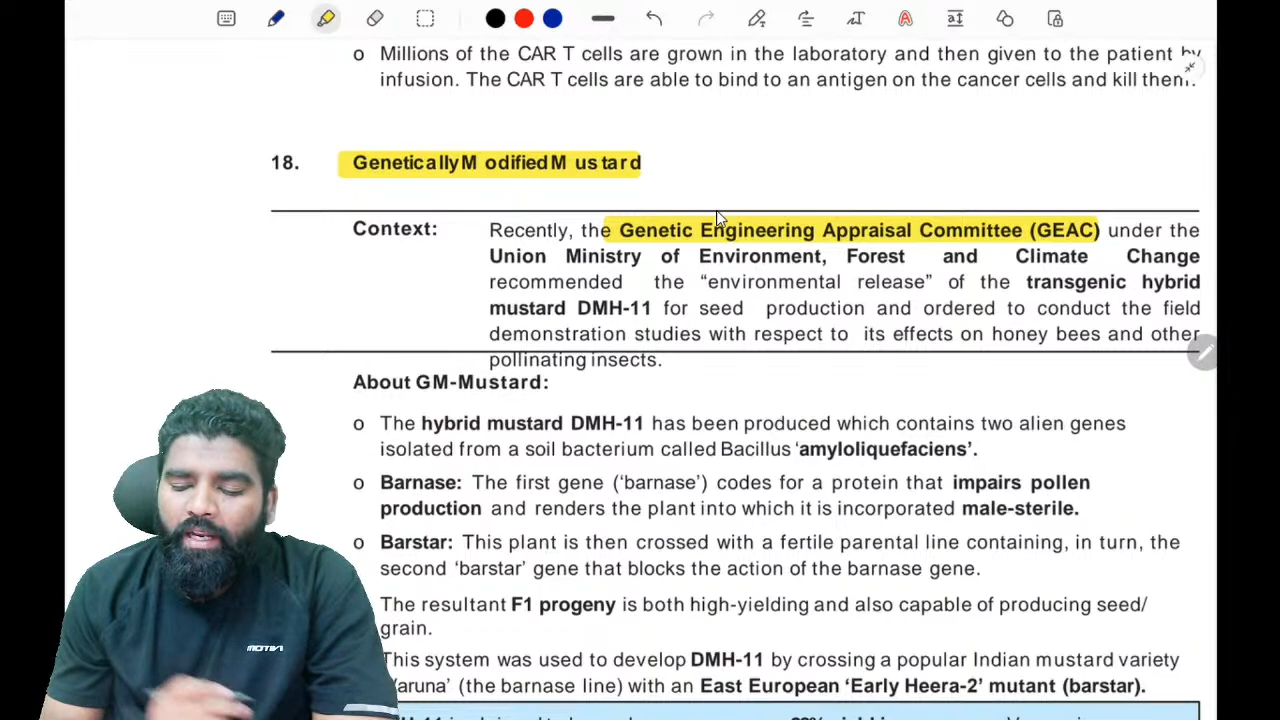 o Millions of the CAR T cells are grown in the laboratory and then given to the patient by
infusion. The CAR T cells are able to bind to an antigen on the cancer cells and kill them.
18. Genetically Modified Mustard
Context: Recently, the Genetic Engineering Appraisal Committee (GEAC) under the
Union Ministry of Environment, Forest and Climate Change
recommended the “environmental release” of the transgenic hybrid
mustard DMH-11 for seed production and ordered to conduct the field
demonstration studies with respect to its effects on honey bees and other
pollinating insects.
About GM-Mustard:
o The hybrid mustard DMH-11 has been produced which contains two alien genes
isolated from a soil bacterium called Bacillus ‘amyloliquefaciens’.
o Barnase: The first gene (‘barnase’) codes for a protein that impairs pollen
production and renders the plant into which it is incorporated male-sterile.
o Barstar: This plant is then crossed with a fertile parental line containing, in turn, the
second ‘barstar’ gene that blocks the action of the barnase gene.
The resultant F1 progeny is both high-yielding and also capable of producing seed/
grain.
This system was used to develop DMH-11 by crossing a popular Indian mustard variety
aruna’ (the barnase line) with an East European ‘Early Heera-2’ mutant (barstar).